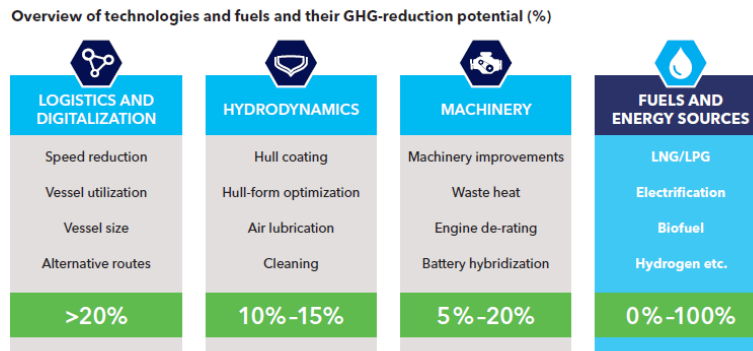 Overview of technologies and fuels and their GHG-reduction potential (%)
LOGISTICS AND
DIGITALIZATION
Speed reduction
Vessel utilization
Vessel size
Alternative routes
>20%
HYDRODYNAMICS
Hull coating
Hull-form optimization
Air lubrication
Cleaning
10%–15%
MACHINERY
Machinery improvements
Waste heat
Engine de-rating
Battery hybridization
5%–20%
FUELS AND
ENERGY SOURCES
LNG/LPG
Electrification
Biofuel
Hydrogen etc.
0%–100%